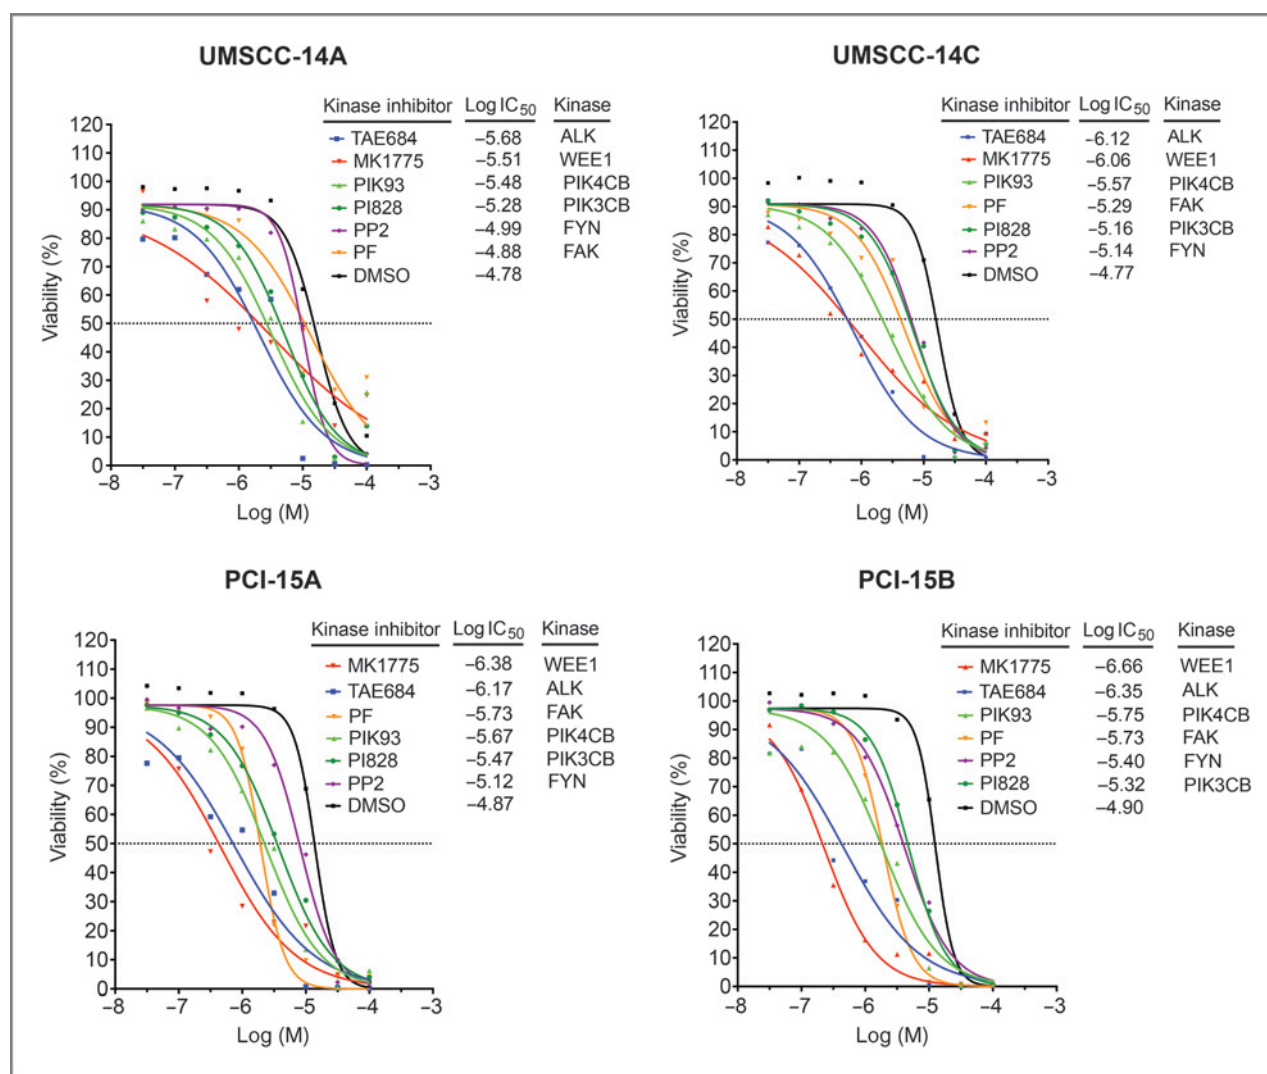 UMSCC-14A
Kinase inhibitor Log IC50 Kinase
TAE684 –5.68 ALK
MK1775 –5.51 WEE1
PIK93 –5.48 PIK4CB
PI828 –5.28 PIK3CB
PP2 –4.99 FYN
PF –4.88 FAK
DMSO –4.78
Viability (%)
120
110
100
90
80
70
60
50
40
30
20
10
0
–8 –7 –6 –5 –4 –3
Log (M)
UMSCC-14C
Kinase inhibitor Log IC50 Kinase
TAE684 –6.12 ALK
MK1775 –6.06 WEE1
PIK93 –5.57 PIK4CB
PF –5.29 FAK
PI828 –5.16 PIK3CB
PP2 –5.14 FYN
DMSO –4.77
Viability (%)
120
110
100
90
80
70
60
50
40
30
20
10
0
–8 –7 –6 –5 –4 –3
Log (M)
PCI-15A
Kinase inhibitor Log IC50 Kinase
MK1775 –6.38 WEE1
TAE684 –6.17 ALK
PF –5.73 FAK
PIK93 –5.67 PIK4CB
PI828 –5.47 PIK3CB
PP2 –5.12 FYN
DMSO –4.87
Viability (%)
120
110
100
90
80
70
60
50
40
30
20
10
0
–8 –7 –6 –5 –4 –3
Log (M)
PCI-15B
Kinase inhibitor Log IC50 Kinase
MK1775 –6.66 WEE1
TAE684 –6.35 ALK
PIK93 –5.75 PIK4CB
PF –5.73 FAK
PP2 –5.40 FYN
PI828 –5.32 PIK3CB
DMSO –4.90
Viability (%)
120
110
100
90
80
70
60
50
40
30
20
10
0
–8 –7 –6 –5 –4 –3
Log (M)